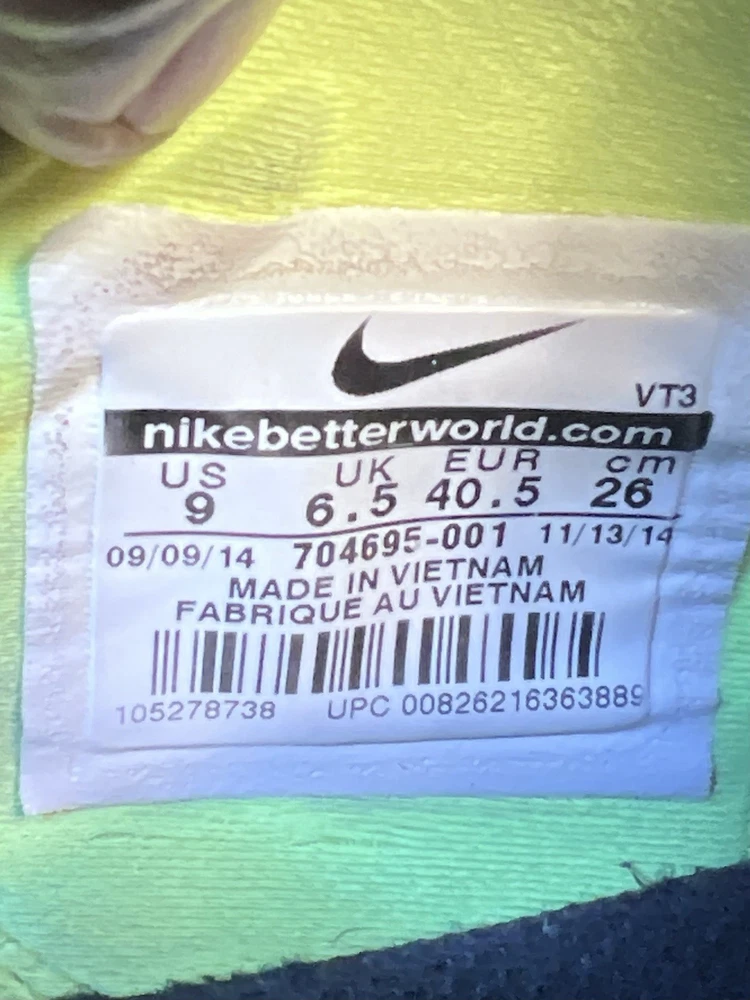 VT3
nikebetterworld.com
US UK EUR cm
9 6.5 40.5 26
09/09/14 704695-001 11/13/14
MADE IN VIETNAM
FABRIQUE AU VIETNAM
105278738 UPC 00826216363889